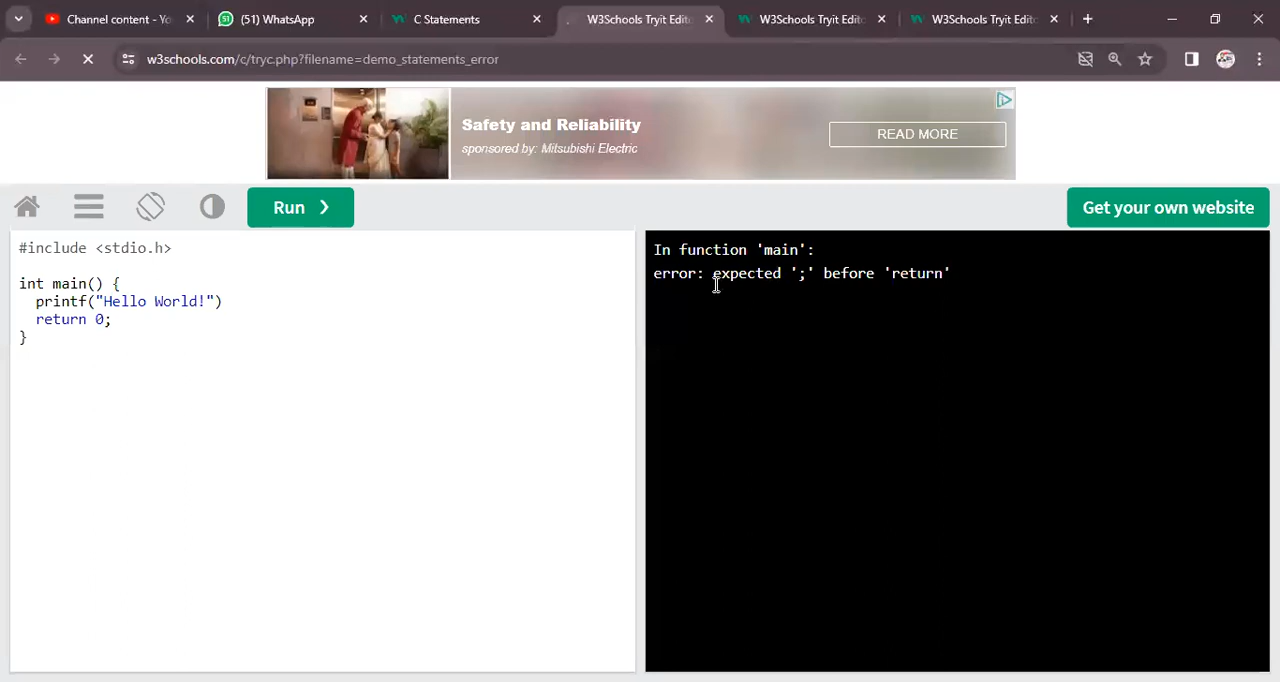 Channel content - Yo
(51) WhatsApp
C Statements
W3Schools Tryit Edito
W3Schools Tryit Edito
W3Schools Tryit Edito
w3schools.com/c/tryc.php?filename=demo_statements_error
Safety and Reliability
sponsored by: Mitsubishi Electric
READ MORE
Run ❯
Get your own website
#include <stdio.h>
int main() {
printf("Hello World!")
return 0;
}
In function 'main':
error: expected ';' before 'return'